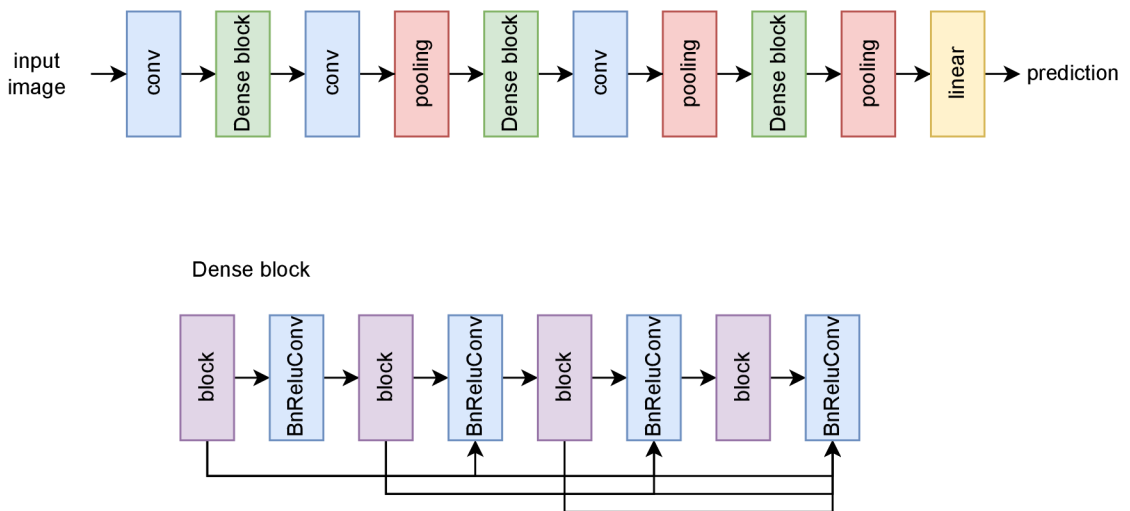 input
image
conv
Dense block
conv
pooling
Dense block
conv
pooling
Dense block
pooling
linear
prediction
Dense block
block
BnReluConv
block
BnReluConv
block
BnReluConv
block
BnReluConv